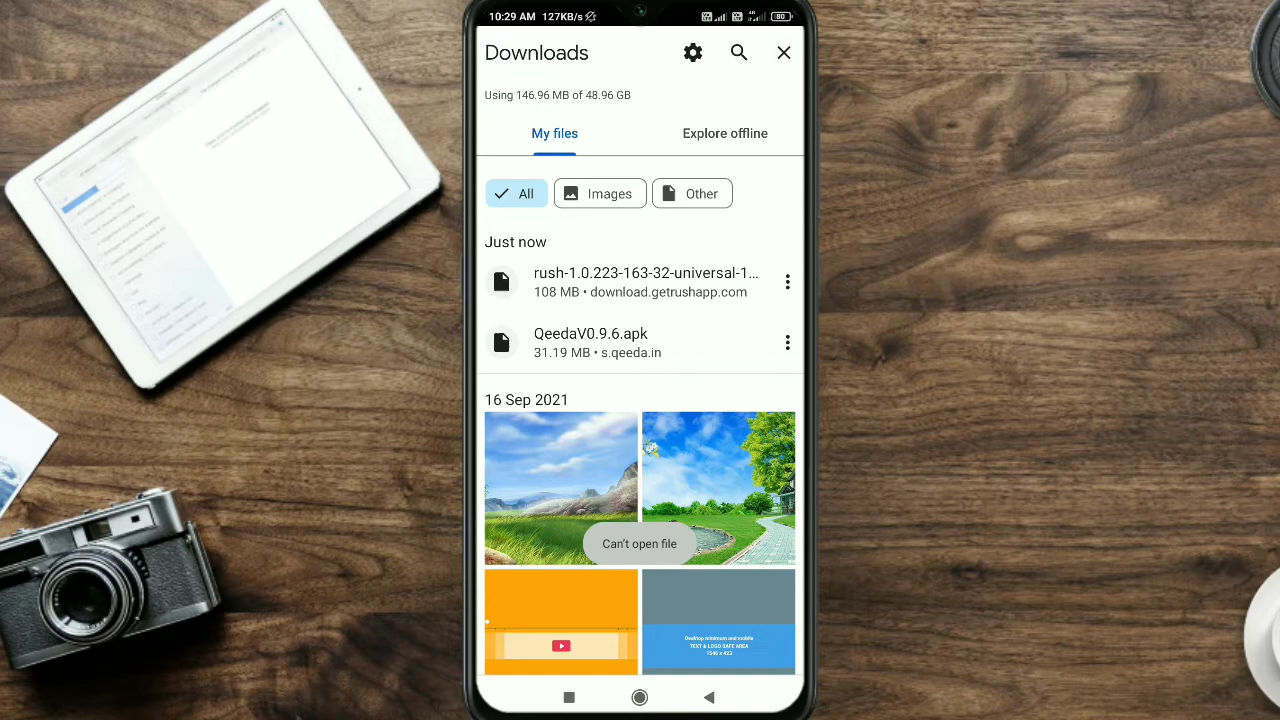 10:29 AM 127KB/s 80
Downloads
Using 146.96 MB of 48.96 GB
My files Explore offline
All Images Other
Just now
rush-1.0.223-163-32-universal-1...
108 MB • download.getrushapp.com
QeedaV0.9.6.apk
31.19 MB • s.qeeda.in
16 Sep 2021
Can't open file
Desktop minimum and mobile
TEXT & LOGO SAFE AREA
1546 x 423